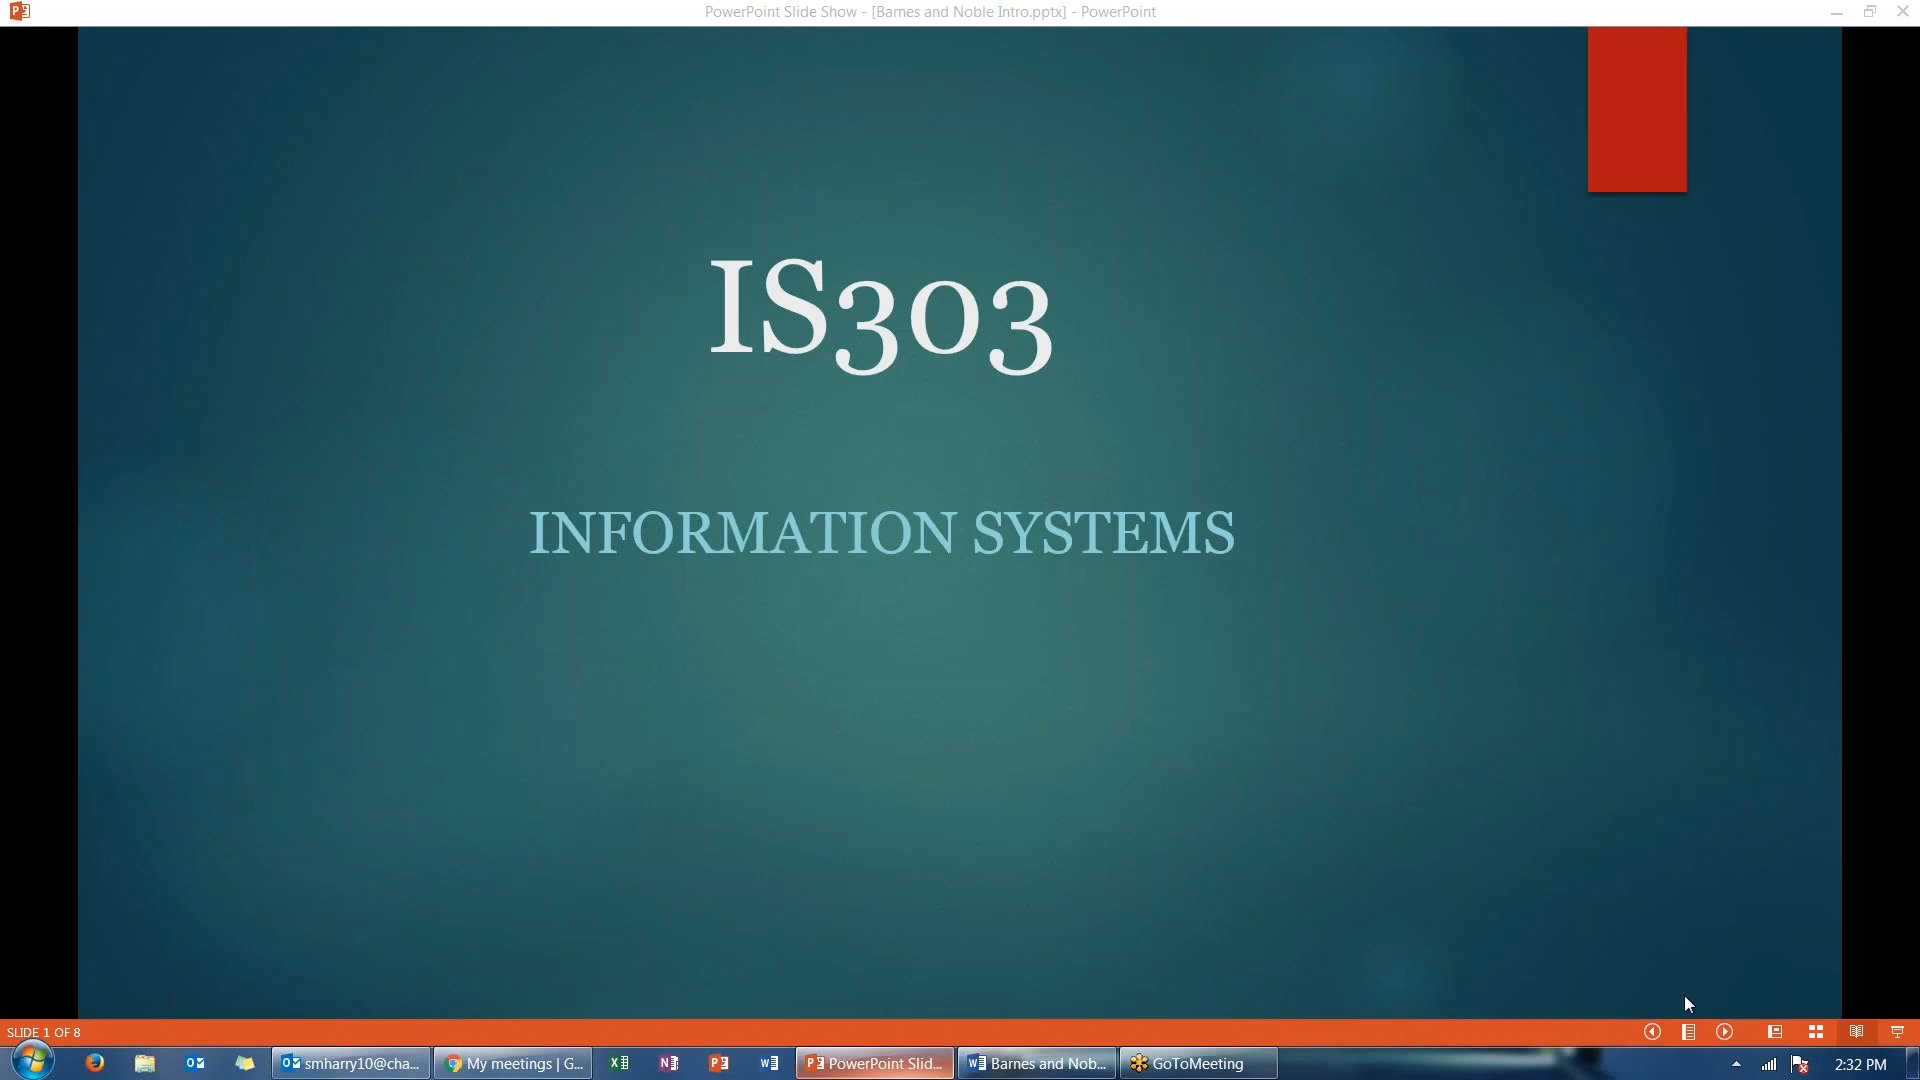 PowerPoint Slide Show - [Barnes and Noble Intro.pptx] - PowerPoint
IS303
INFORMATION SYSTEMS
SLIDE 1 OF 8
smharry10@cha...
My meetings | G...
PowerPoint Slid...
Barnes and Nob...
GoToMeeting
2:32 PM